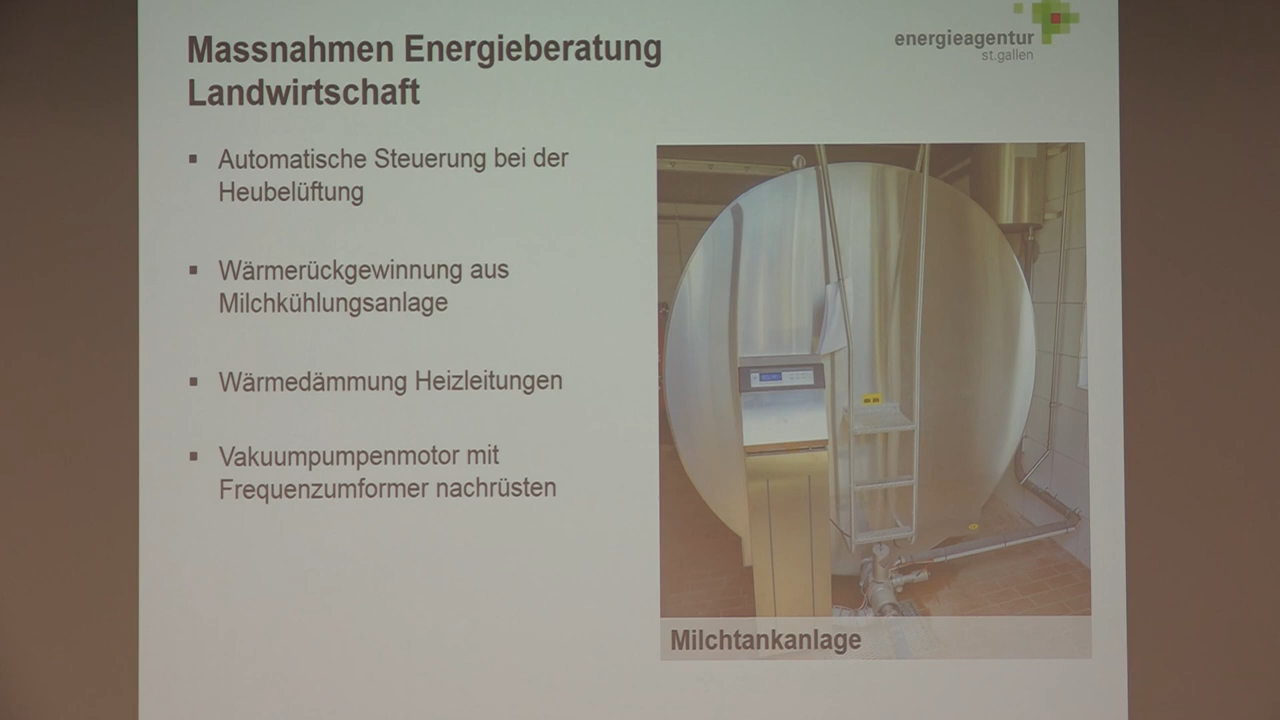 Massnahmen Energieberatung
Landwirtschaft
energieagentur
st.gallen
▪ Automatische Steuerung bei der
Heubelüftung
▪ Wärmerückgewinnung aus
Milchkühlungsanlage
▪ Wärmedämmung Heizleitungen
▪ Vakuumpumpenmotor mit
Frequenzumformer nachrüsten
Milchtankanlage